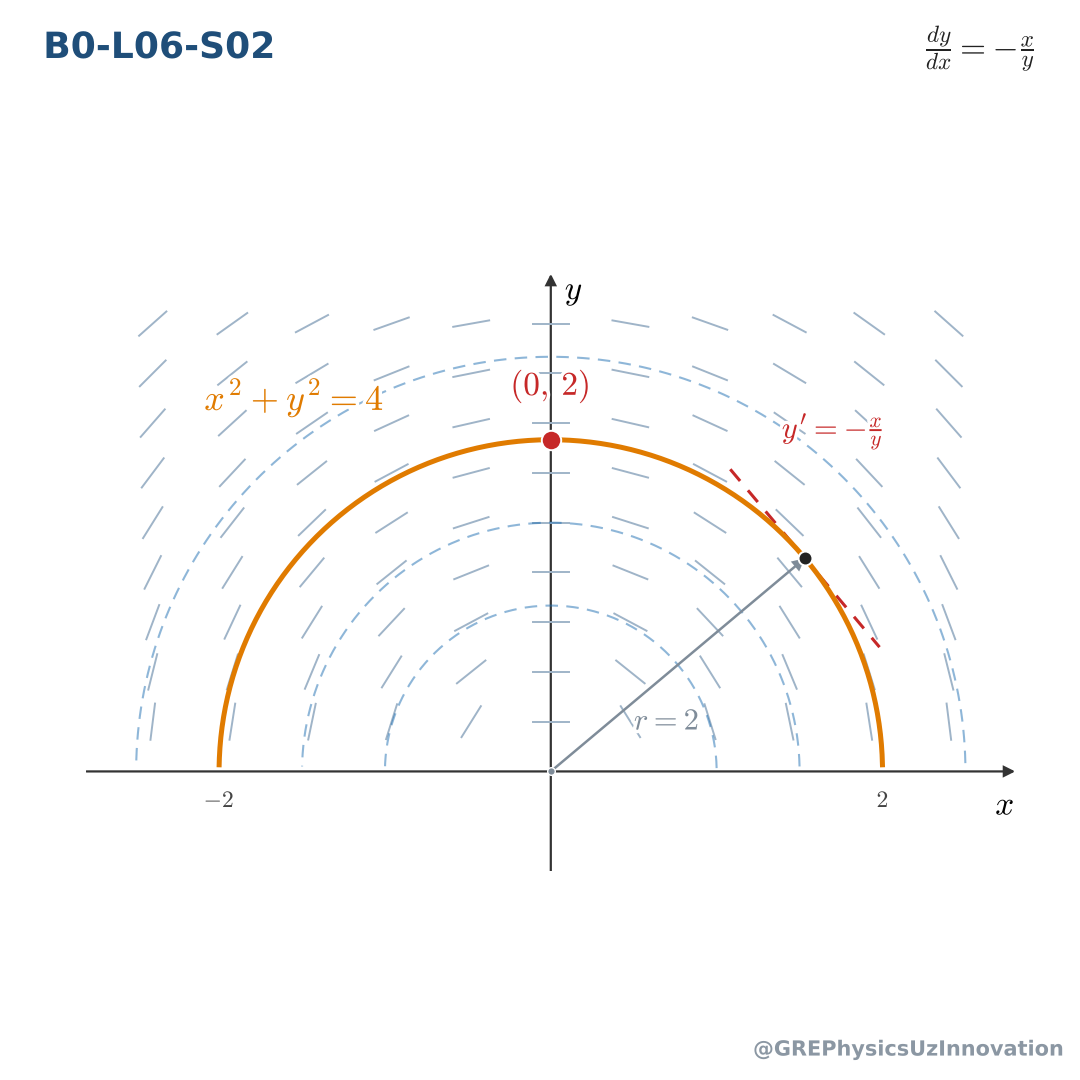 B0-L06-S02
dy/dx = −x/y
y
x² + y² = 4
(0, 2)
y′ = −x/y
r = 2
−2
2
x
@GREPhysicsUzInnovation